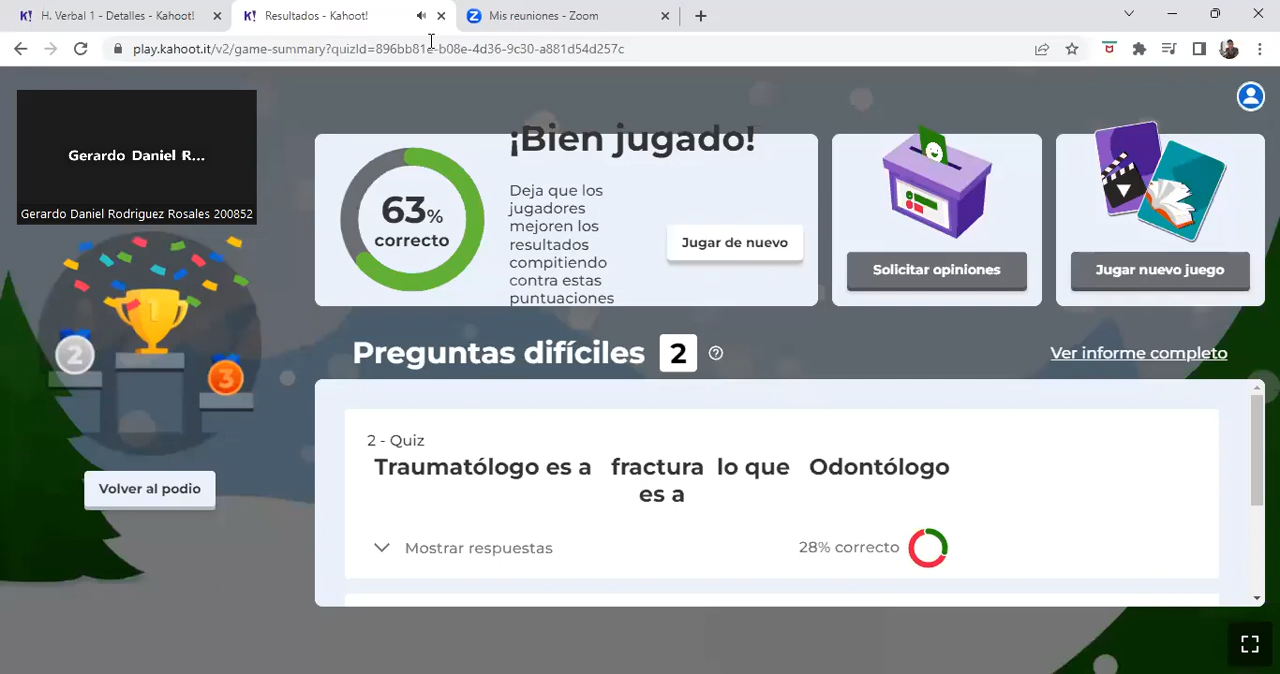 H. Verbal 1 - Detalles - Kahoot!
Resultados - Kahoot!
Mis reuniones - Zoom
play.kahoot.it/v2/game-summary?quizId=896bb81e-b08e-4d36-9c30-a881d54d257c
Gerardo Daniel R...
Gerardo Daniel Rodriguez Rosales 200852
1
2
3
Volver al podio
63%
correcto
¡Bien jugado!
Deja que los
jugadores
mejoren los
resultados
compitiendo
contra estas
puntuaciones
Jugar de nuevo
Solicitar opiniones
Jugar nuevo juego
Preguntas difíciles 2
Ver informe completo
2 - Quiz
Traumatólogo es a fractura lo que Odontólogo
es a
Mostrar respuestas
28% correcto